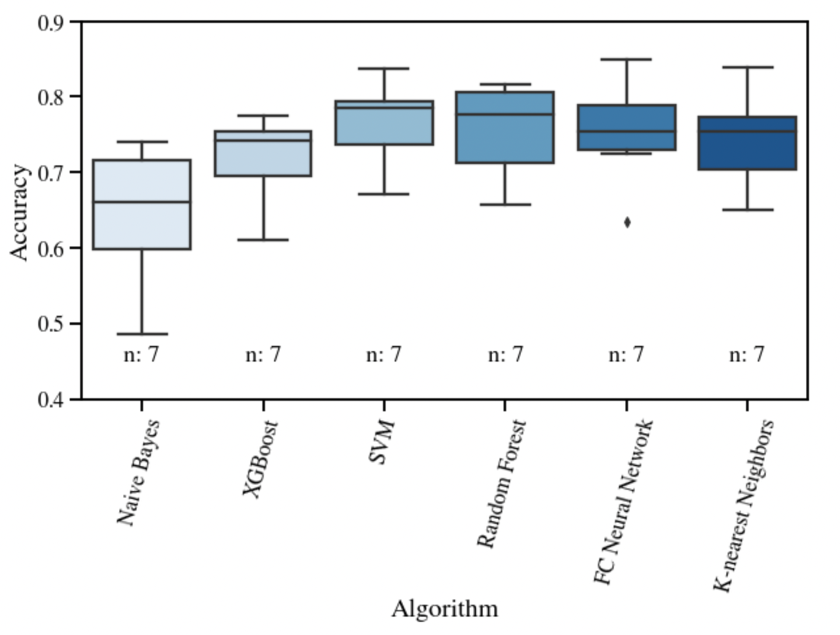 0.9
0.8
0.7
0.6
0.5
0.4
Accuracy
n: 7 n: 7 n: 7 n: 7 n: 7 n: 7
Naive Bayes
XGBoost
SVM
Random Forest
FC Neural Network
K-nearest Neighbors
Algorithm